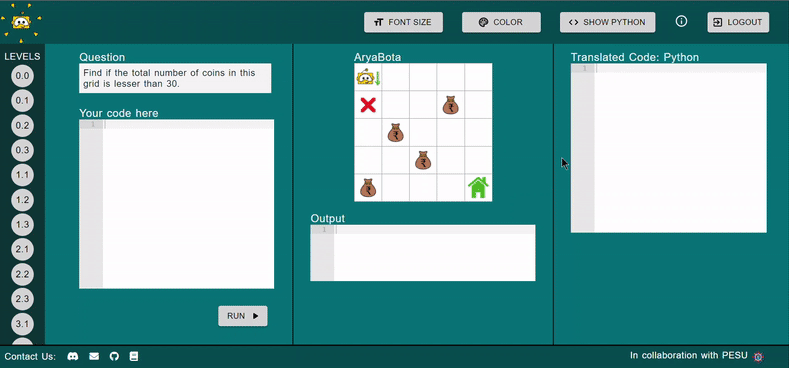 FONT SIZE
COLOR
<> SHOW PYTHON
LOGOUT
LEVELS
0.0
0.1
0.2
0.3
1.1
1.2
1.3
2.1
2.2
2.3
3.1
Question
Find if the total number of coins in this
grid is lesser than 30.
Your code here
1
RUN
AryaBota
₹
₹
₹
₹
Output
1
Translated Code: Python
1
Contact Us:
In collaboration with PESU